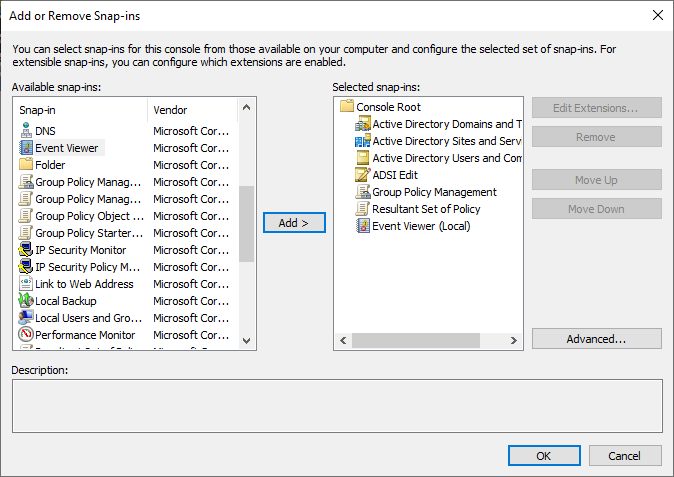 Add or Remove Snap-ins
You can select snap-ins for this console from those available on your computer and configure the selected set of snap-ins. For
extensible snap-ins, you can configure which extensions are enabled.
Available snap-ins:
Snap-in Vendor
DNS Microsoft Cor...
Event Viewer Microsoft Cor...
Folder Microsoft Cor...
Group Policy Manag... Microsoft Cor...
Group Policy Manag... Microsoft Cor...
Group Policy Object ... Microsoft Cor...
Group Policy Starter... Microsoft Cor...
IP Security Monitor Microsoft Cor...
IP Security Policy M... Microsoft Cor...
Link to Web Address Microsoft Cor...
Local Backup Microsoft Cor...
Local Users and Gro... Microsoft Cor...
Performance Monitor Microsoft Cor...
Add >
Selected snap-ins:
Console Root
Active Directory Domains and T
Active Directory Sites and Serv
Active Directory Users and Com
ADSI Edit
Group Policy Management
Resultant Set of Policy
Event Viewer (Local)
Edit Extensions...
Remove
Move Up
Move Down
Advanced...
Description:
OK
Cancel